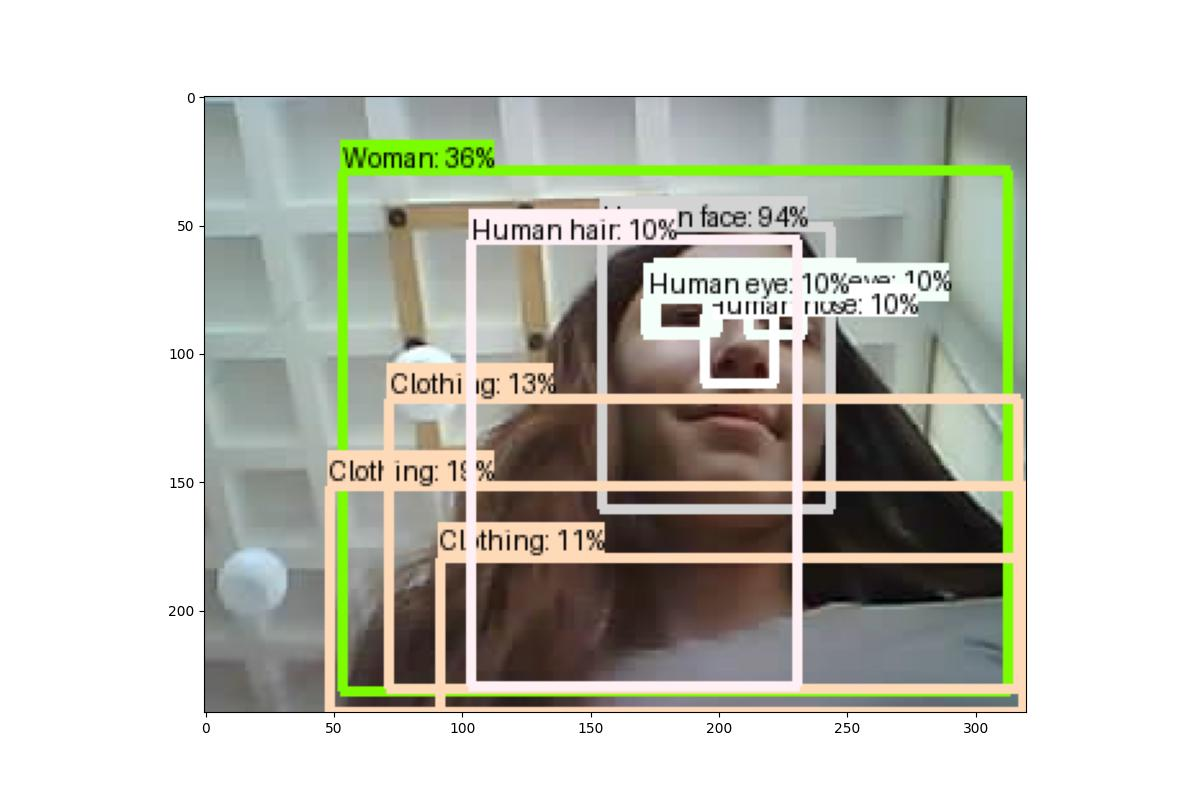 0
Woman: 36%
50
n face: 94%
Human hair: 10%
Human eye: 10%
eye: 10%
Human nose: 10%
100
Clothing: 13%
Clothing: 19%
150
Clothing: 11%
200
0 50 100 150 200 250 300